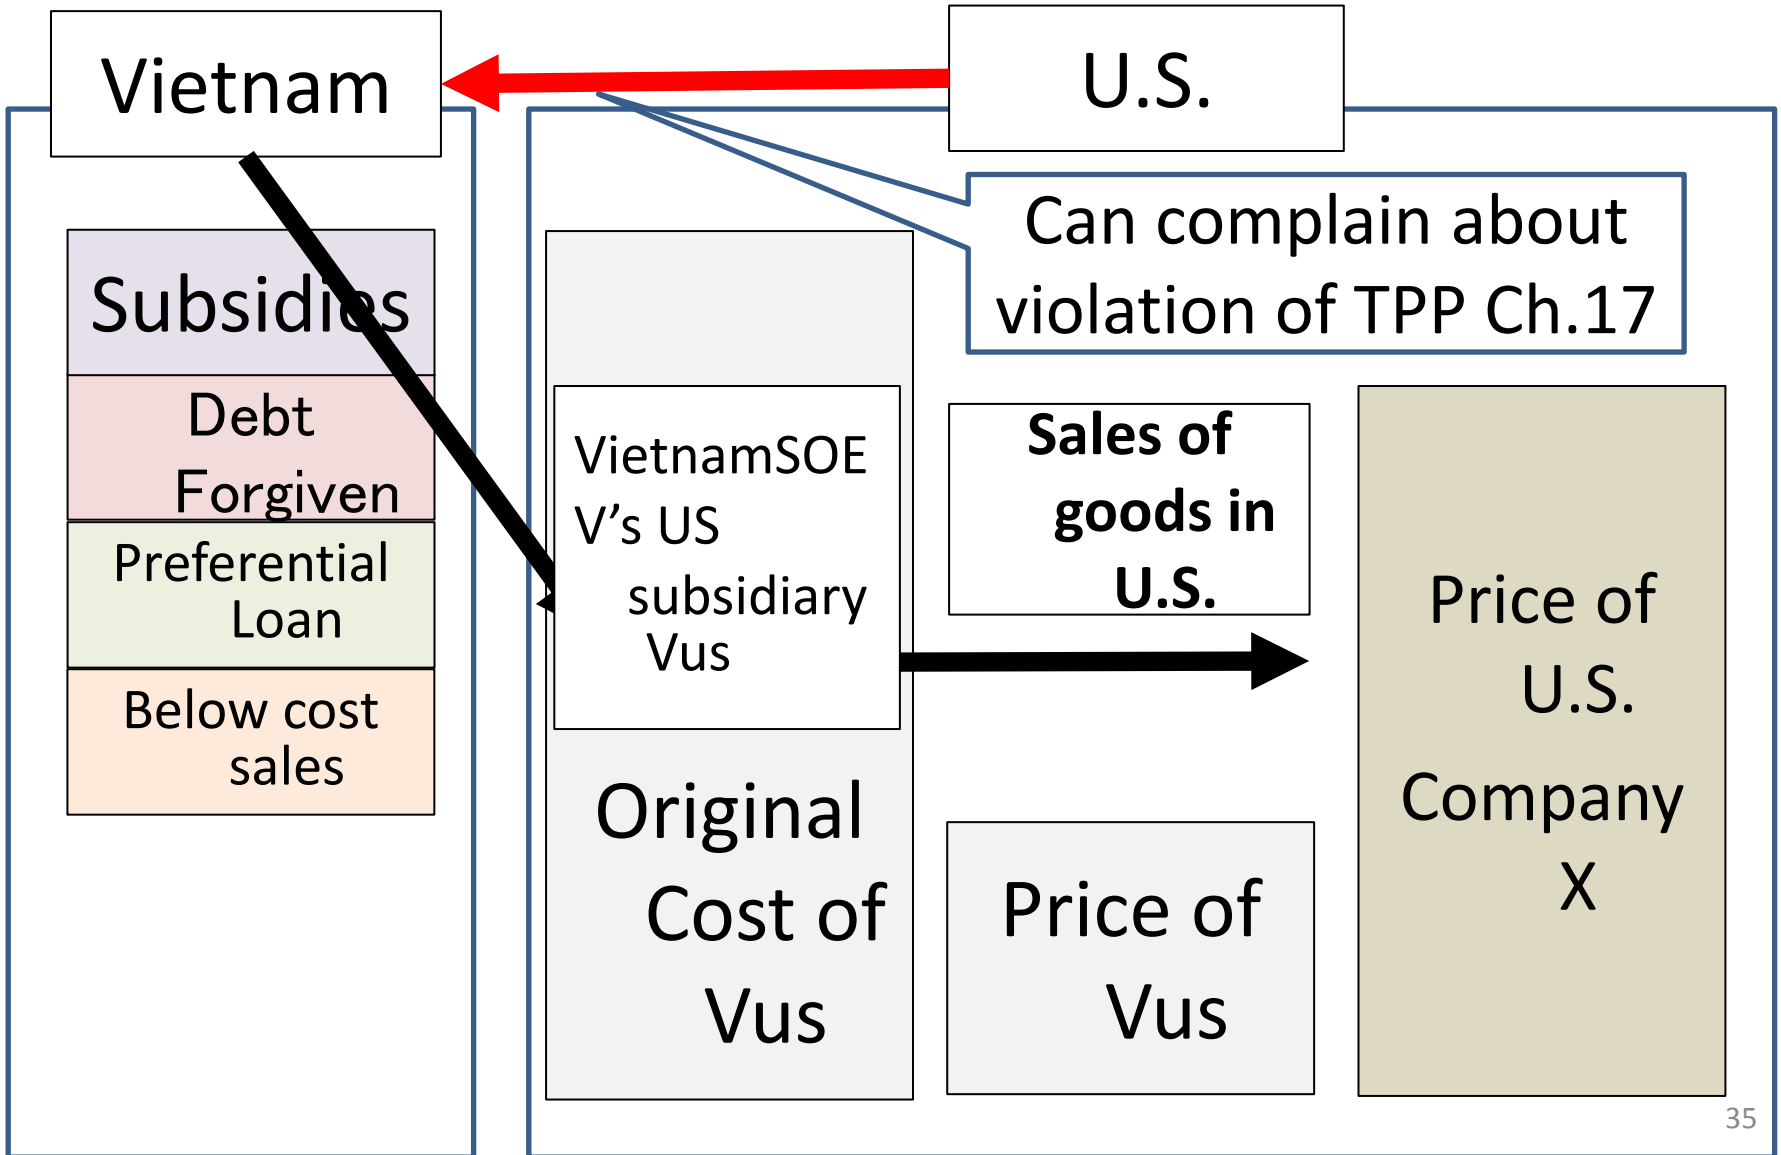 Vietnam
U.S.
Can complain about
violation of TPP Ch.17
Subsidies
Debt
Forgiven
Preferential
Loan
Below cost
sales
VietnamSOE
V’s US
subsidiary
Vus
Original
Cost of
Vus
Sales of
goods in
U.S.
Price of
Vus
Price of
U.S.
Company
X
35